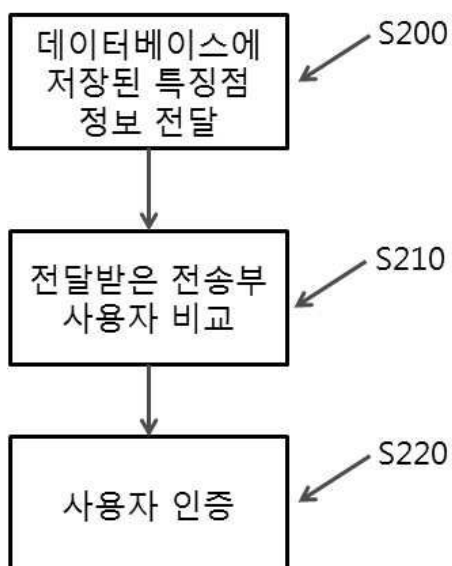 데이터베이스에
저장된 특징점
정보 전달
S200
전달받은 전송부
사용자 비교
S210
사용자 인증
S220